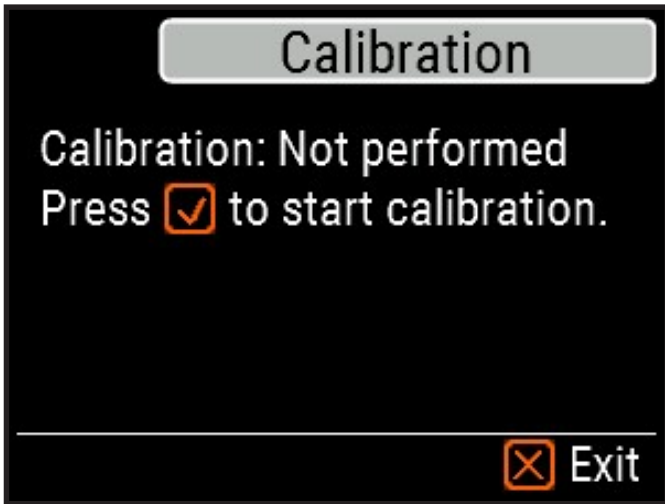 Calibration
Calibration: Not performed
Press ☑ to start calibration.
☒ Exit